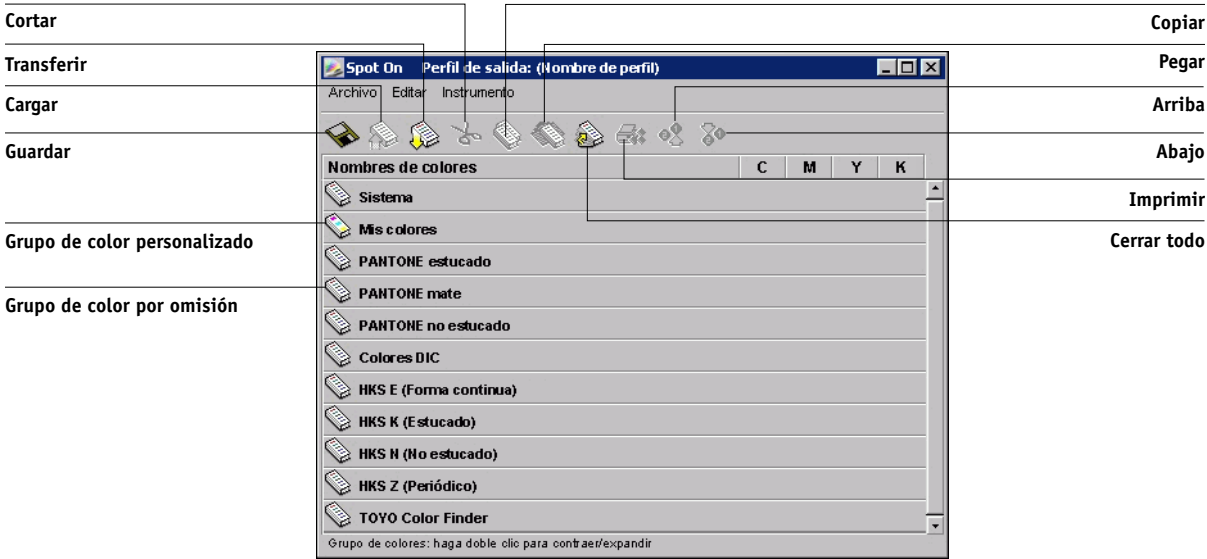 Cortar
Transferir
Cargar
Guardar
Grupo de color personalizado
Grupo de color por omisión
Spot On Perfil de salida: (Nombre de perfil)
Archivo Editar Instrumento
Nombres de colores C M Y K
Sistema
Mis colores
PANTONE estucado
PANTONE mate
PANTONE no estucado
Colores DIC
HKS E (Forma continua)
HKS K (Estucado)
HKS N (No estucado)
HKS Z (Periódico)
TOYO Color Finder
Grupo de colores: haga doble clic para contraer/expandir
Copiar
Pegar
Arriba
Abajo
Imprimir
Cerrar todo